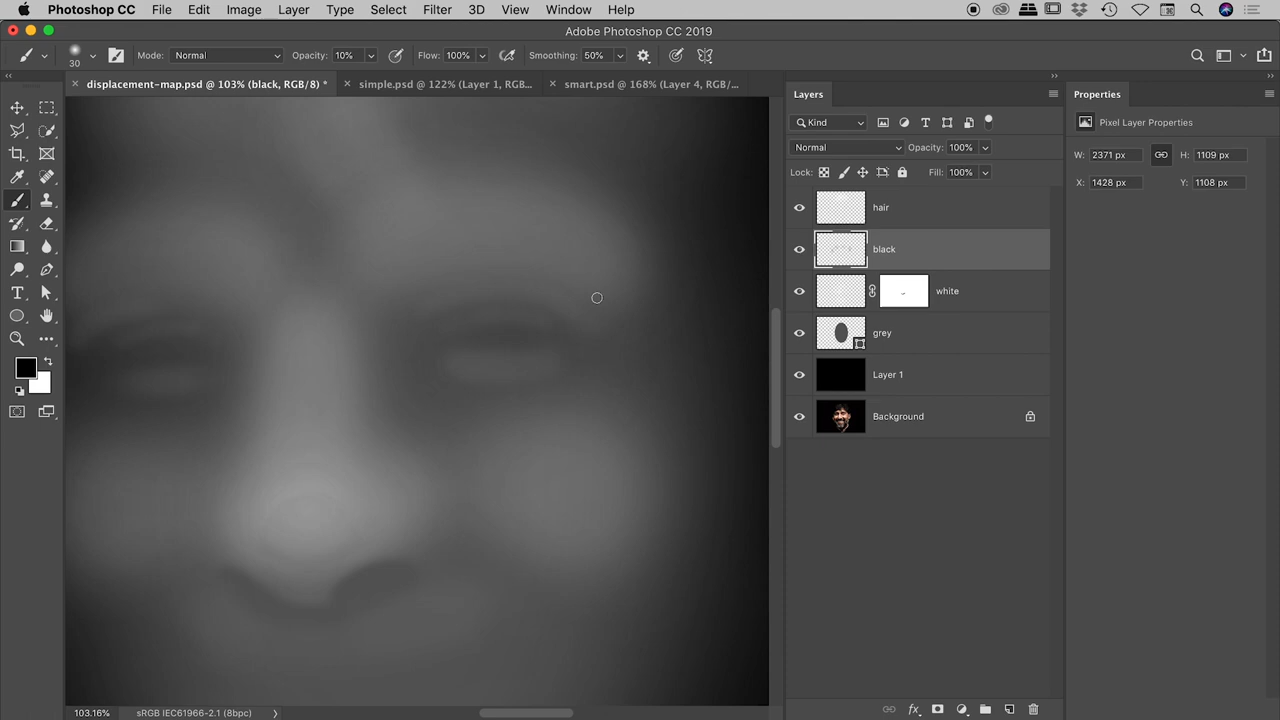 Photoshop CC File Edit Image Layer Type Select Filter 3D View Window Help
Adobe Photoshop CC 2019
30 Mode: Normal Opacity: 10% Flow: 100% Smoothing: 50%
displacement-map.psd @ 103% (black, RGB/8) * simple.psd @ 122% (Layer 1, RGB... smart.psd @ 168% (Layer 4, RGB/...
Layers Properties
Kind Pixel Layer Properties
Normal Opacity: 100% W: 2371 px H: 1109 px
Lock: Fill: 100% X: 1428 px Y: 1108 px
hair
black
white
grey
Layer 1
Background
103.16% sRGB IEC61966-2.1 (8bpc)